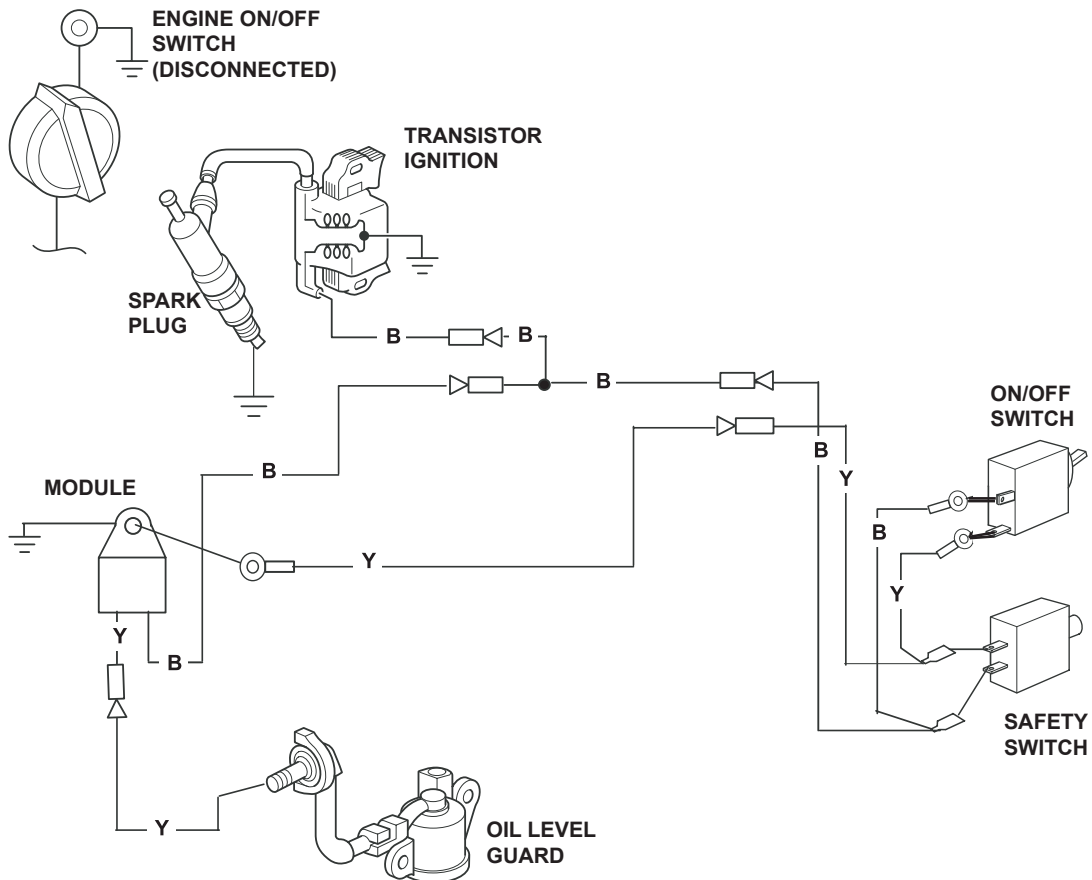 ENGINE ON/OFF
SWITCH
(DISCONNECTED)
TRANSISTOR
IGNITION
SPARK
PLUG
B
B
B
ON/OFF
SWITCH
B
B
Y
MODULE
B
Y
Y
Y
B
SAFETY
SWITCH
Y
OIL LEVEL
GUARD